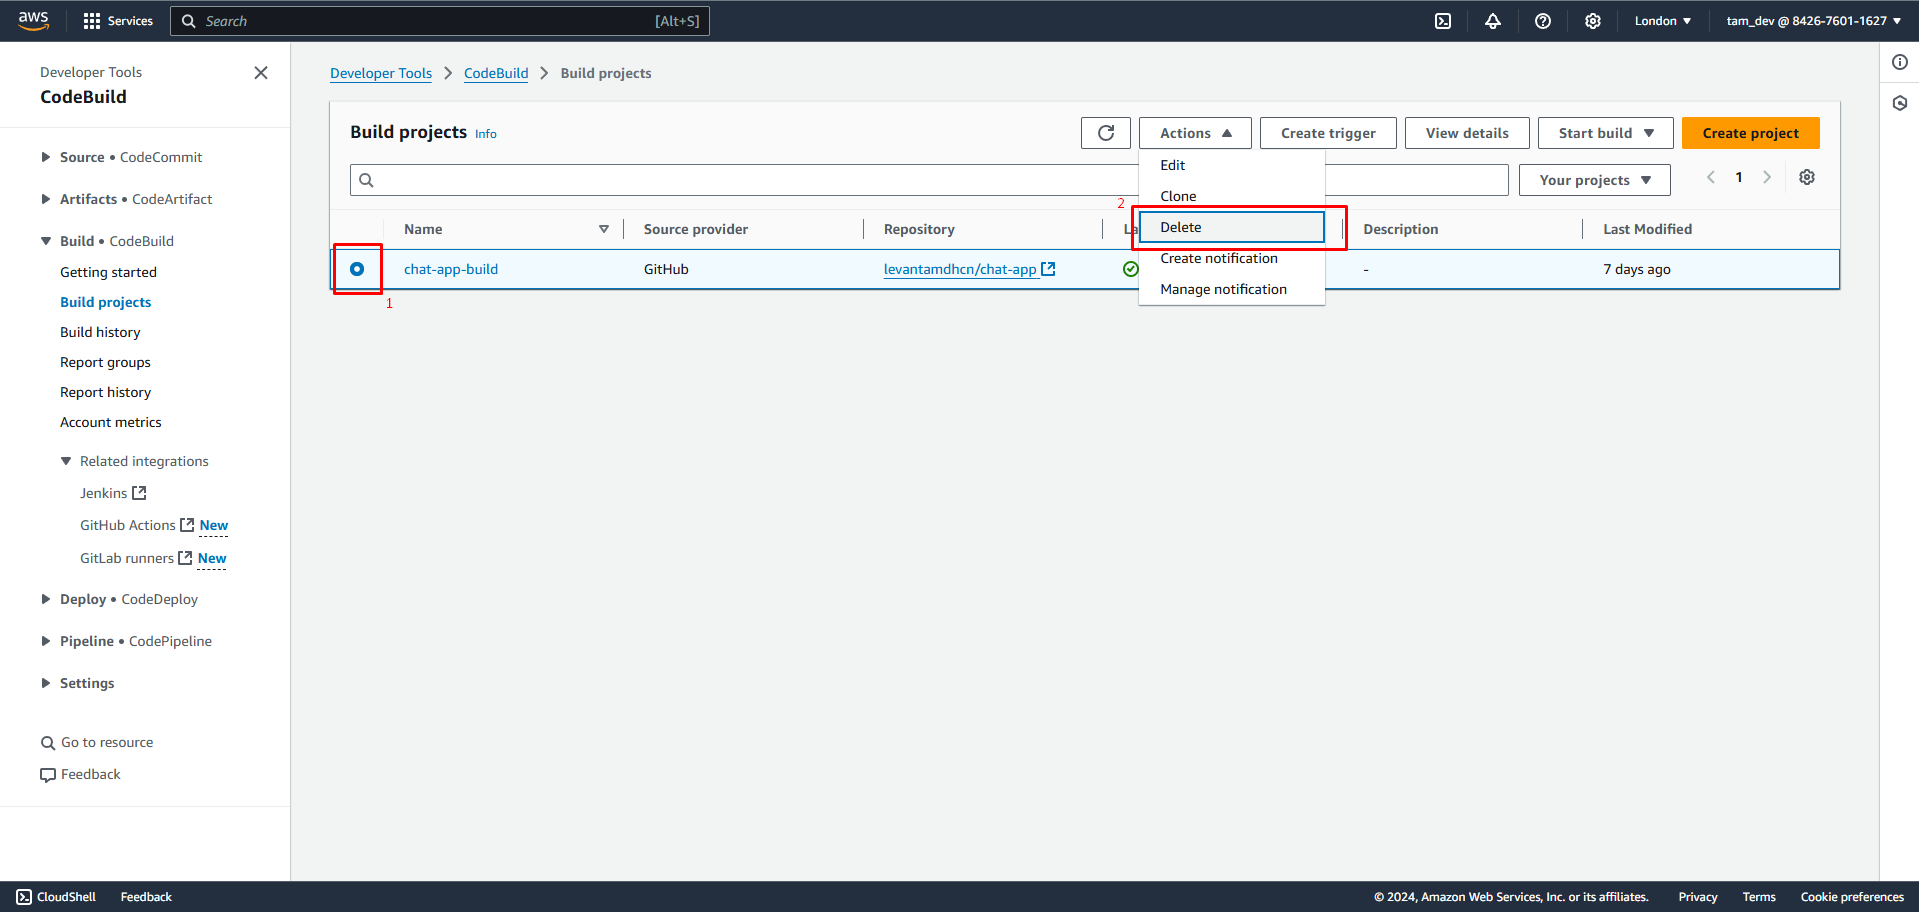 aws Services Search [Alt+S] London tam_dev @ 8426-7601-1627
Developer Tools
CodeBuild
Source • CodeCommit
Artifacts • CodeArtifact
Build • CodeBuild
Getting started
Build projects
Build history
Report groups
Report history
Account metrics
Related integrations
Jenkins
GitHub Actions New
GitLab runners New
Deploy • CodeDeploy
Pipeline • CodePipeline
Settings
Go to resource
Feedback
Developer Tools CodeBuild Build projects
Build projects Info
Actions Create trigger View details Start build Create project
Your projects 1
Edit
Clone
2
Delete
Create notification
Manage notification
Name Source provider Repository Description Last Modified
chat-app-build GitHub levantamdhcn/chat-app - 7 days ago
1
CloudShell Feedback © 2024, Amazon Web Services, Inc. or its affiliates. Privacy Terms Cookie preferences